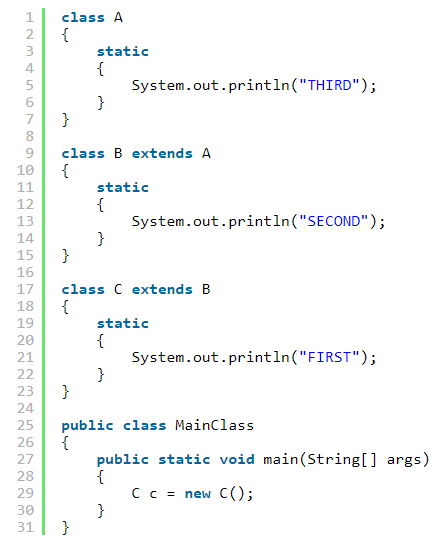 1 class A
2 {
3     static
4     {
5         System.out.println("THIRD");
6     }
7 }
8
9 class B extends A
10 {
11     static
12     {
13         System.out.println("SECOND");
14     }
15 }
16
17 class C extends B
18 {
19     static
20     {
21         System.out.println("FIRST");
22     }
23 }
24
25 public class MainClass
26 {
27     public static void main(String[] args)
28     {
29         C c = new C();
30     }
31 }